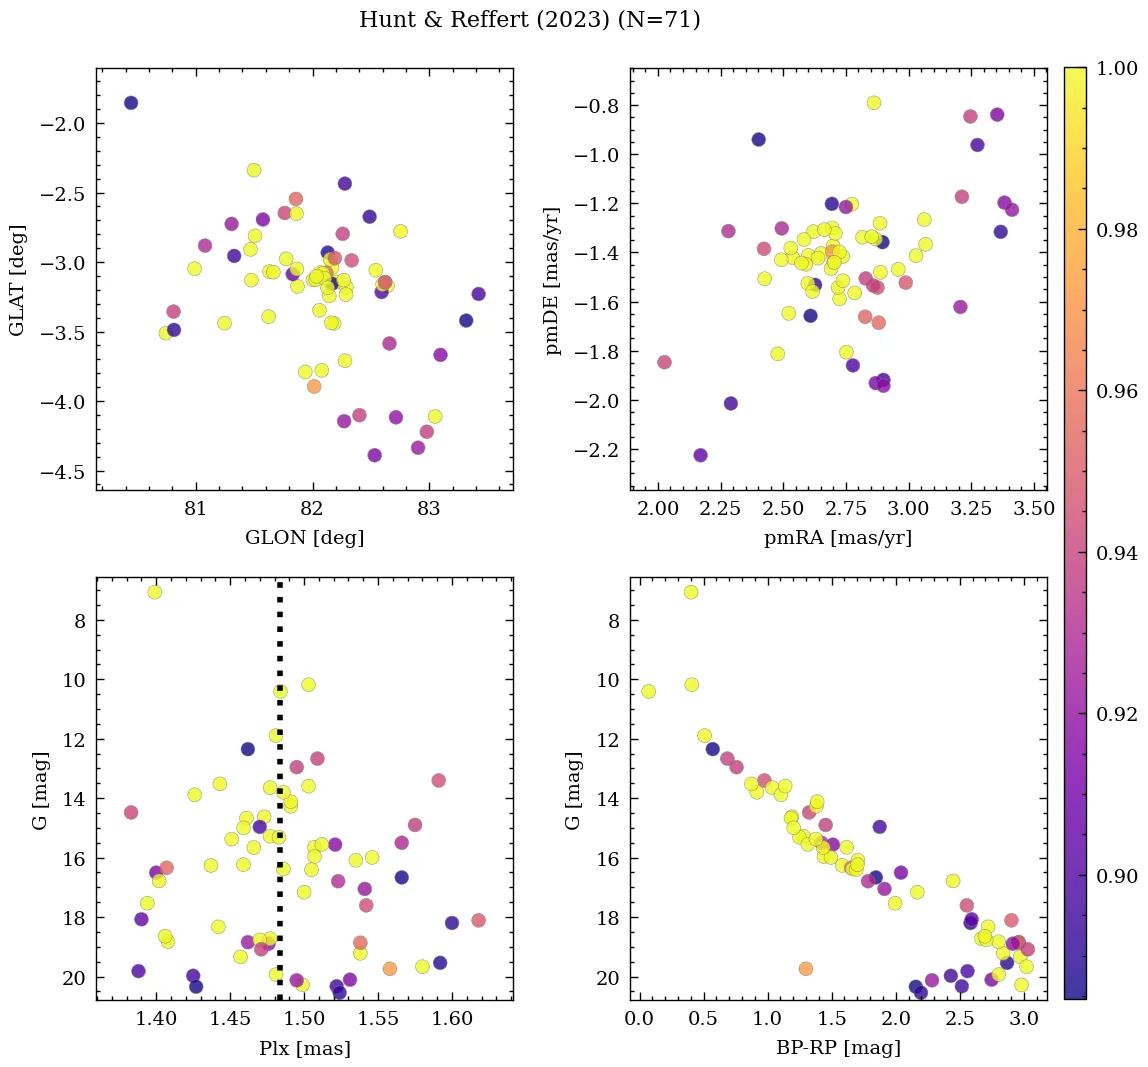 Hunt & Reffert (2023) (N=71)
−2.0
−2.5
−3.0
−3.5
−4.0
−4.5
GLAT [deg]
81 82 83
GLON [deg]
−0.8
−1.0
−1.2
−1.4
−1.6
−1.8
−2.0
−2.2
pmDE [mas/yr]
2.00 2.25 2.50 2.75 3.00 3.25 3.50
pmRA [mas/yr]
8
10
12
14
16
18
20
G [mag]
1.40 1.45 1.50 1.55 1.60
Plx [mas]
8
10
12
14
16
18
20
G [mag]
0.0 0.5 1.0 1.5 2.0 2.5 3.0
BP-RP [mag]
1.00
0.98
0.96
0.94
0.92
0.90